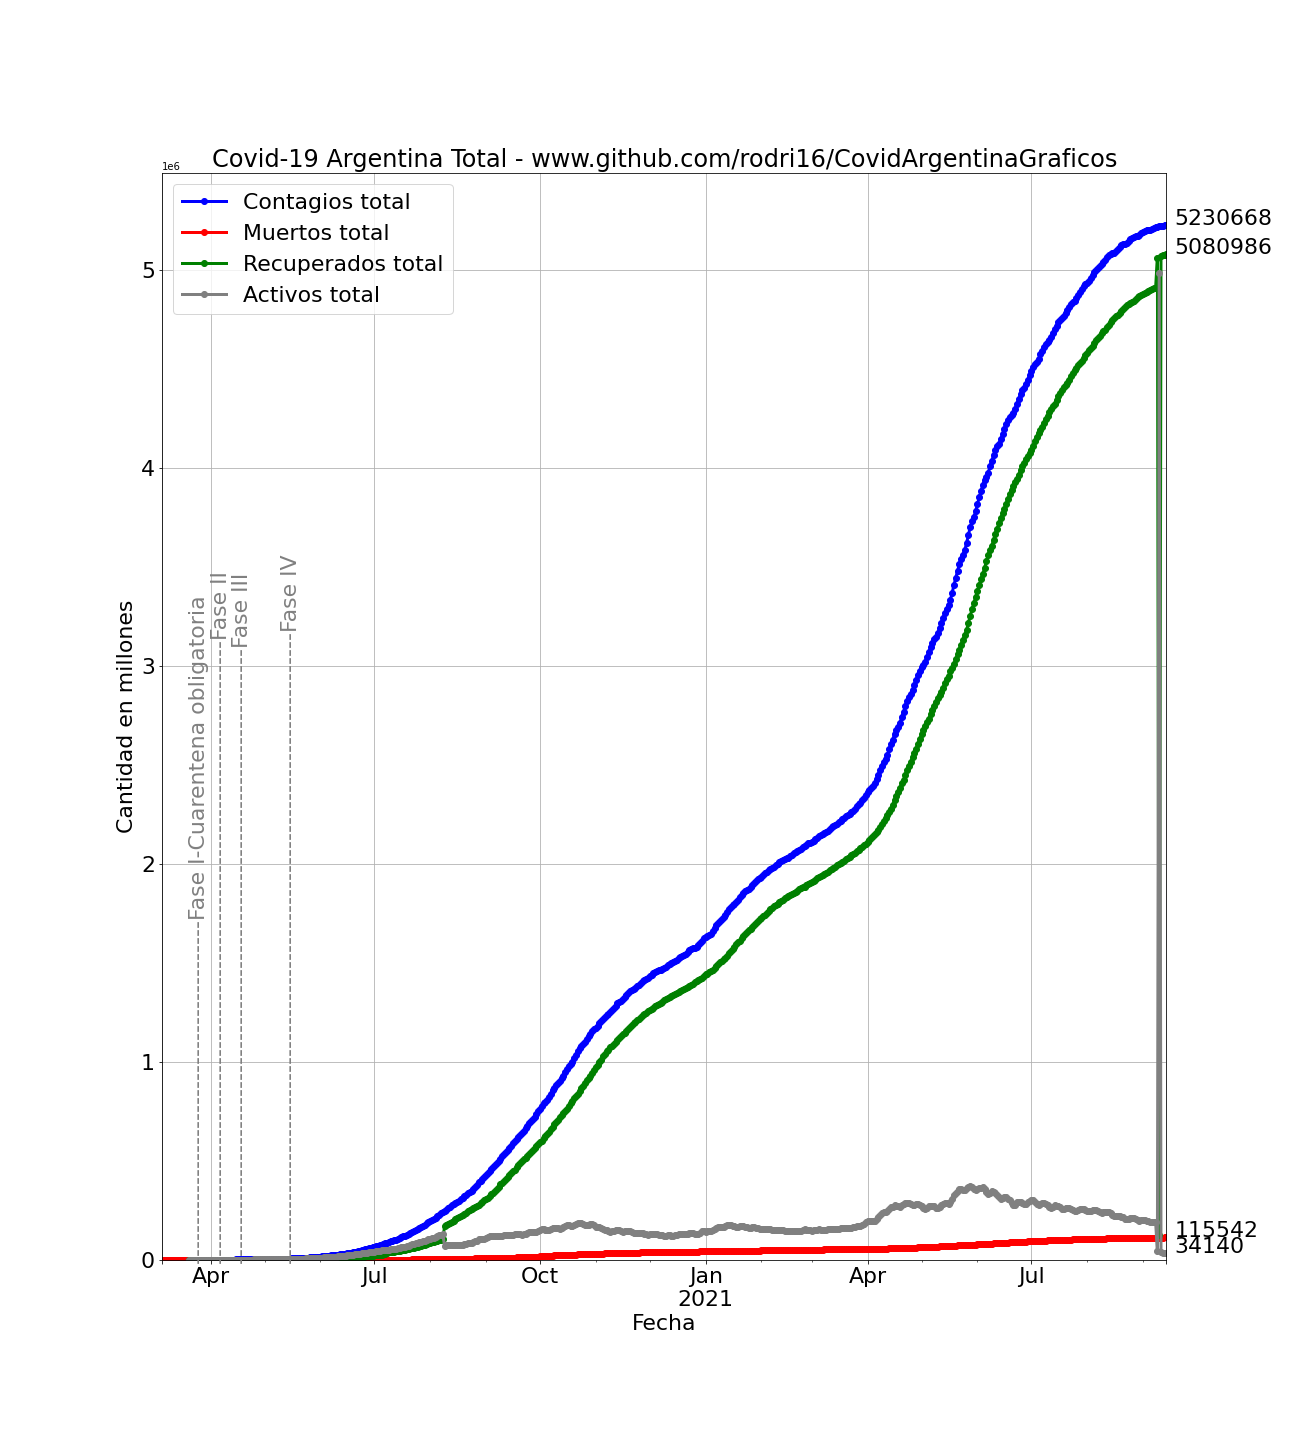 Covid-19 Argentina Total - www.github.com/rodri16/CovidArgentinaGraficos
1e6
Contagios total
Muertos total
Recuperados total
Activos total
5230668
5080986
5
4
3
2
1
0
Cantidad en millones
Fase I-Cuarentena obligatoria
Fase II
Fase III
Fase IV
115542
34140
Apr
Jul
Oct
Jan
2021
Apr
Jul
Fecha